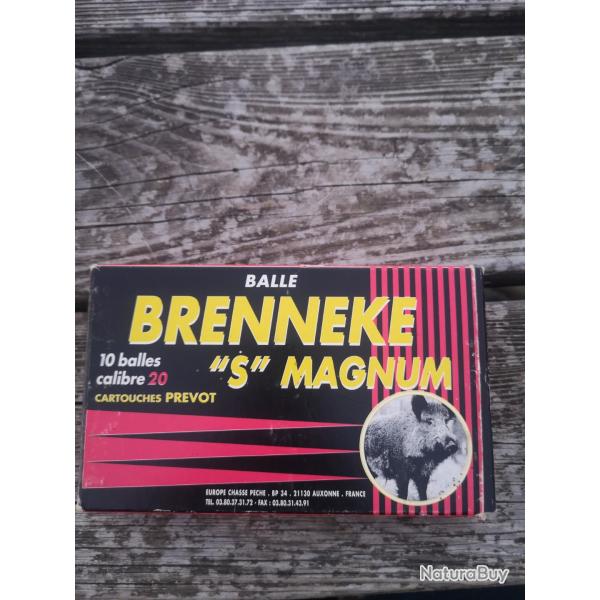 BALLE
BRENNEKE
"S" MAGNUM
10 balles
calibre 20
CARTOUCHES PREVOT
EUROPE CHASSE PECHE . BP 34 . 21130 AUXONNE . FRANCE
TEL. 03.80.37.31.72 - FAX : 03.80.31.43.91
NaturaBuy